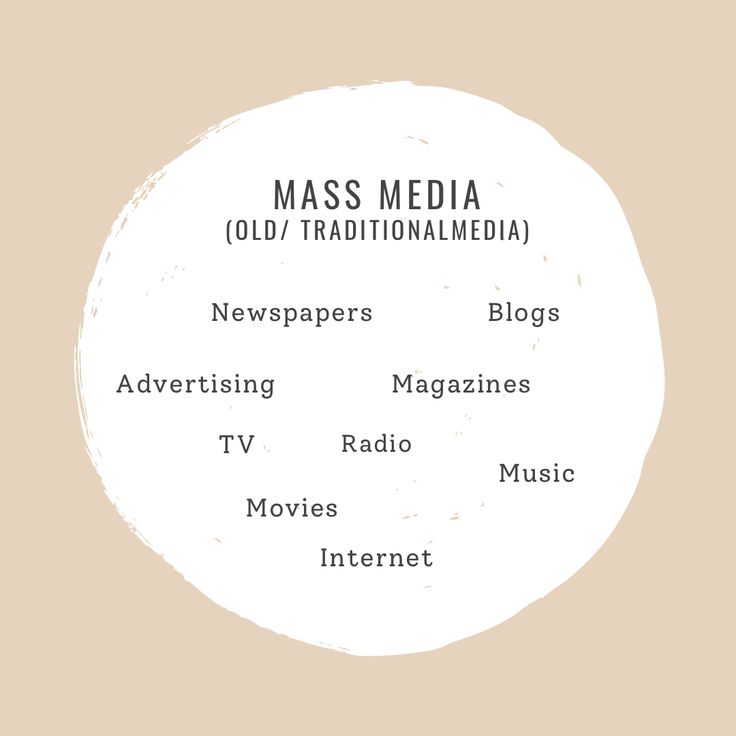 MASS MEDIA
(OLD/ TRADITIONALMEDIA)
Newspapers Blogs
Advertising Magazines
TV Radio
Music
Movies
Internet